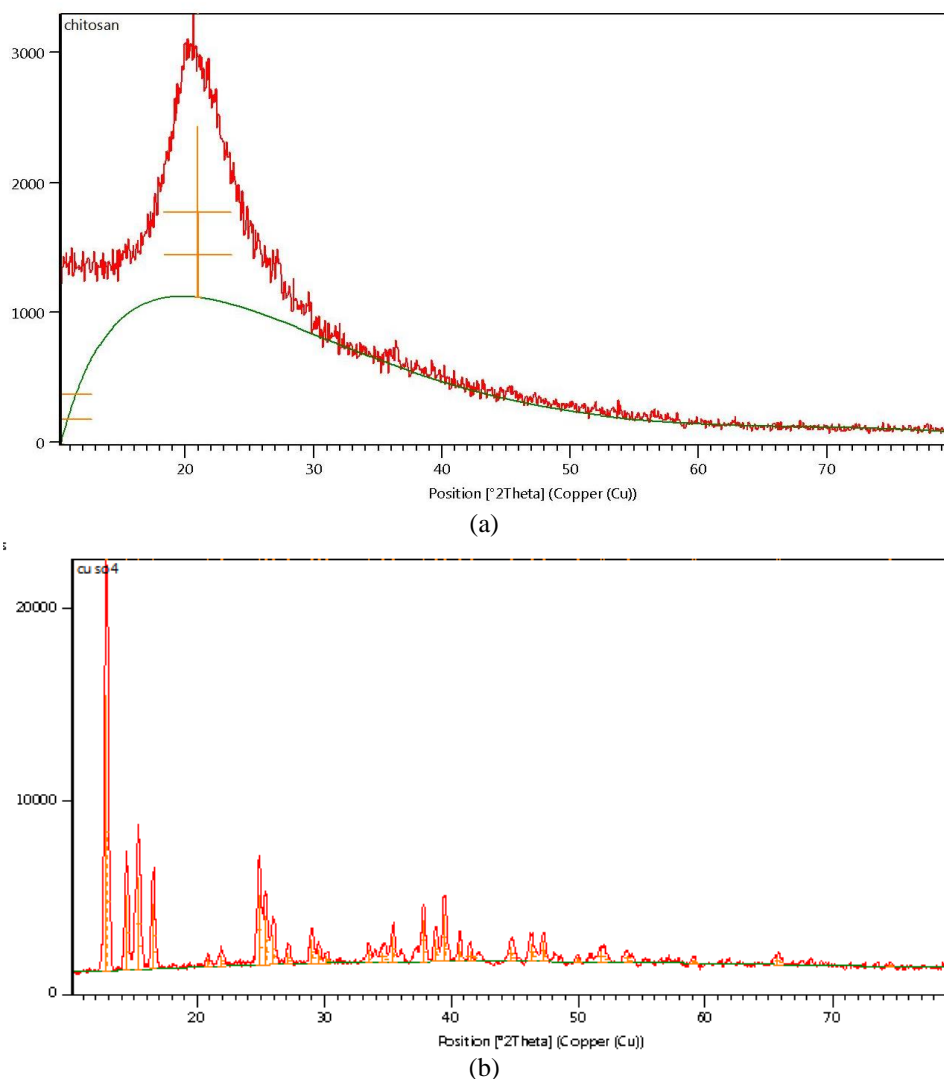 chitosan
3000
2000
1000
0
20 30 40 50 60 70
Position [°2Theta] (Copper (Cu))
(a)
s
cu so4
20000
10000
0
20 30 40 50 60 70
Position [°2Theta] (Copper (Cu))
(b)